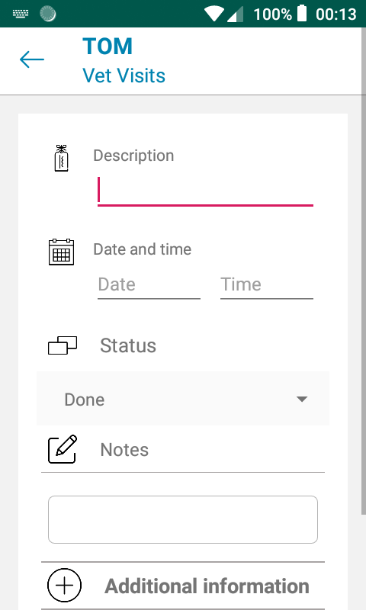 100% 00:13
TOM
Vet Visits
Description
Date and time
Date Time
Status
Done
Notes
Additional information